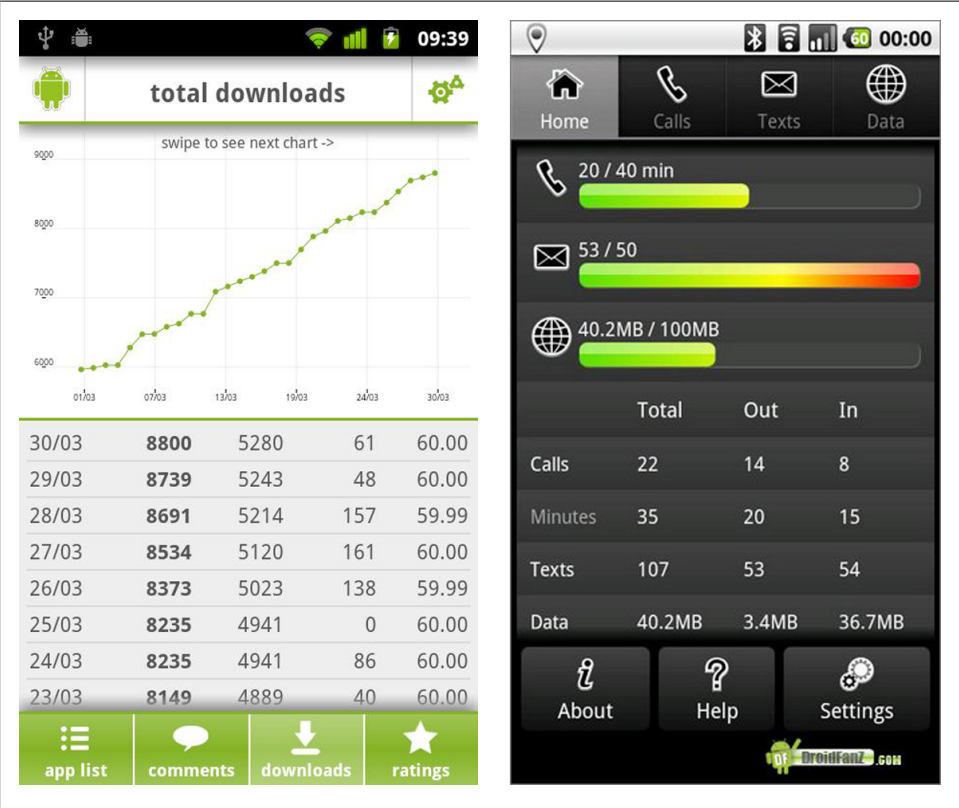 09:39
total downloads
swipe to see next chart ->
9000
8000
7000
6000
01/03 07/03 13/03 19/03 24/03 30/03
30/03 8800 5280 61 60.00
29/03 8739 5243 48 60.00
28/03 8691 5214 157 59.99
27/03 8534 5120 161 60.00
26/03 8373 5023 138 59.99
25/03 8235 4941 0 60.00
24/03 8235 4941 86 60.00
23/03 8149 4889 40 60.00
app list comments downloads ratings
60 00:00
Home Calls Texts Data
20 / 40 min
53 / 50
40.2MB / 100MB
Total Out In
Calls 22 14 8
Minutes 35 20 15
Texts 107 53 54
Data 40.2MB 3.4MB 36.7MB
i ?
About Help Settings
DF DroidFanZ.com